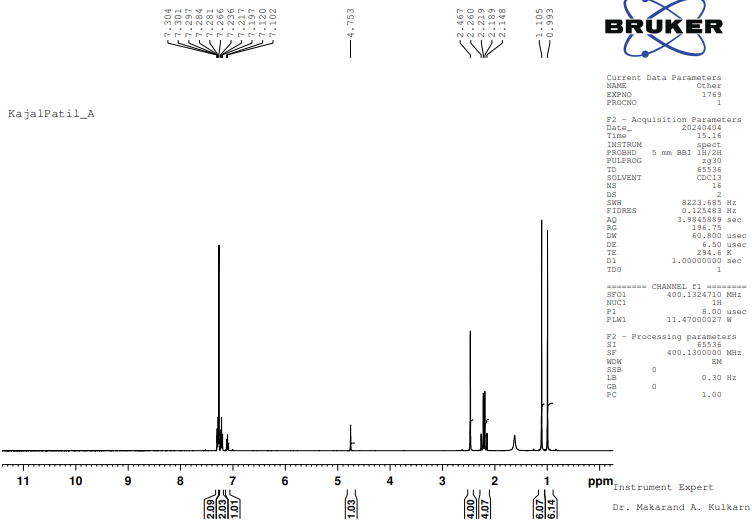 7.304
7.301
7.297
7.284
7.281
7.266
7.236
7.217
7.197
7.120
7.102
4.753
2.467
2.260
2.219
2.189
2.148
1.105
0.993
BRUKER
KajalPatil_A
Current Data Parameters
NAME Other
EXPNO 1769
PROCNO 1
F2 - Acquisition Parameters
Date_ 20240404
Time 15.16
INSTRUM spect
PROBHD 5 mm BBI 1H/2H
PULPROG zg30
TD 65536
SOLVENT CDCl3
NS 16
DS 2
SWH 8223.685 Hz
FIDRES 0.125483 Hz
AQ 3.9845889 sec
RG 196.75
DW 60.800 usec
DE 6.50 usec
TE 294.6 K
D1 1.00000000 sec
TD0 1
======== CHANNEL f1 ========
SFO1 400.1324710 MHz
NUC1 1H
P1 8.00 usec
PLW1 11.47000027 W
F2 - Processing parameters
SI 65536
SF 400.1300000 MHz
WDW EM
SSB 0
LB 0.30 Hz
GB 0
PC 1.00
11 10 9 8 7 6 5 4 3 2 1 ppm
2.09
2.03
1.01
1.03
4.00
4.07
6.07
6.14
Instrument Expert
Dr. Makarand A. Kulkarn